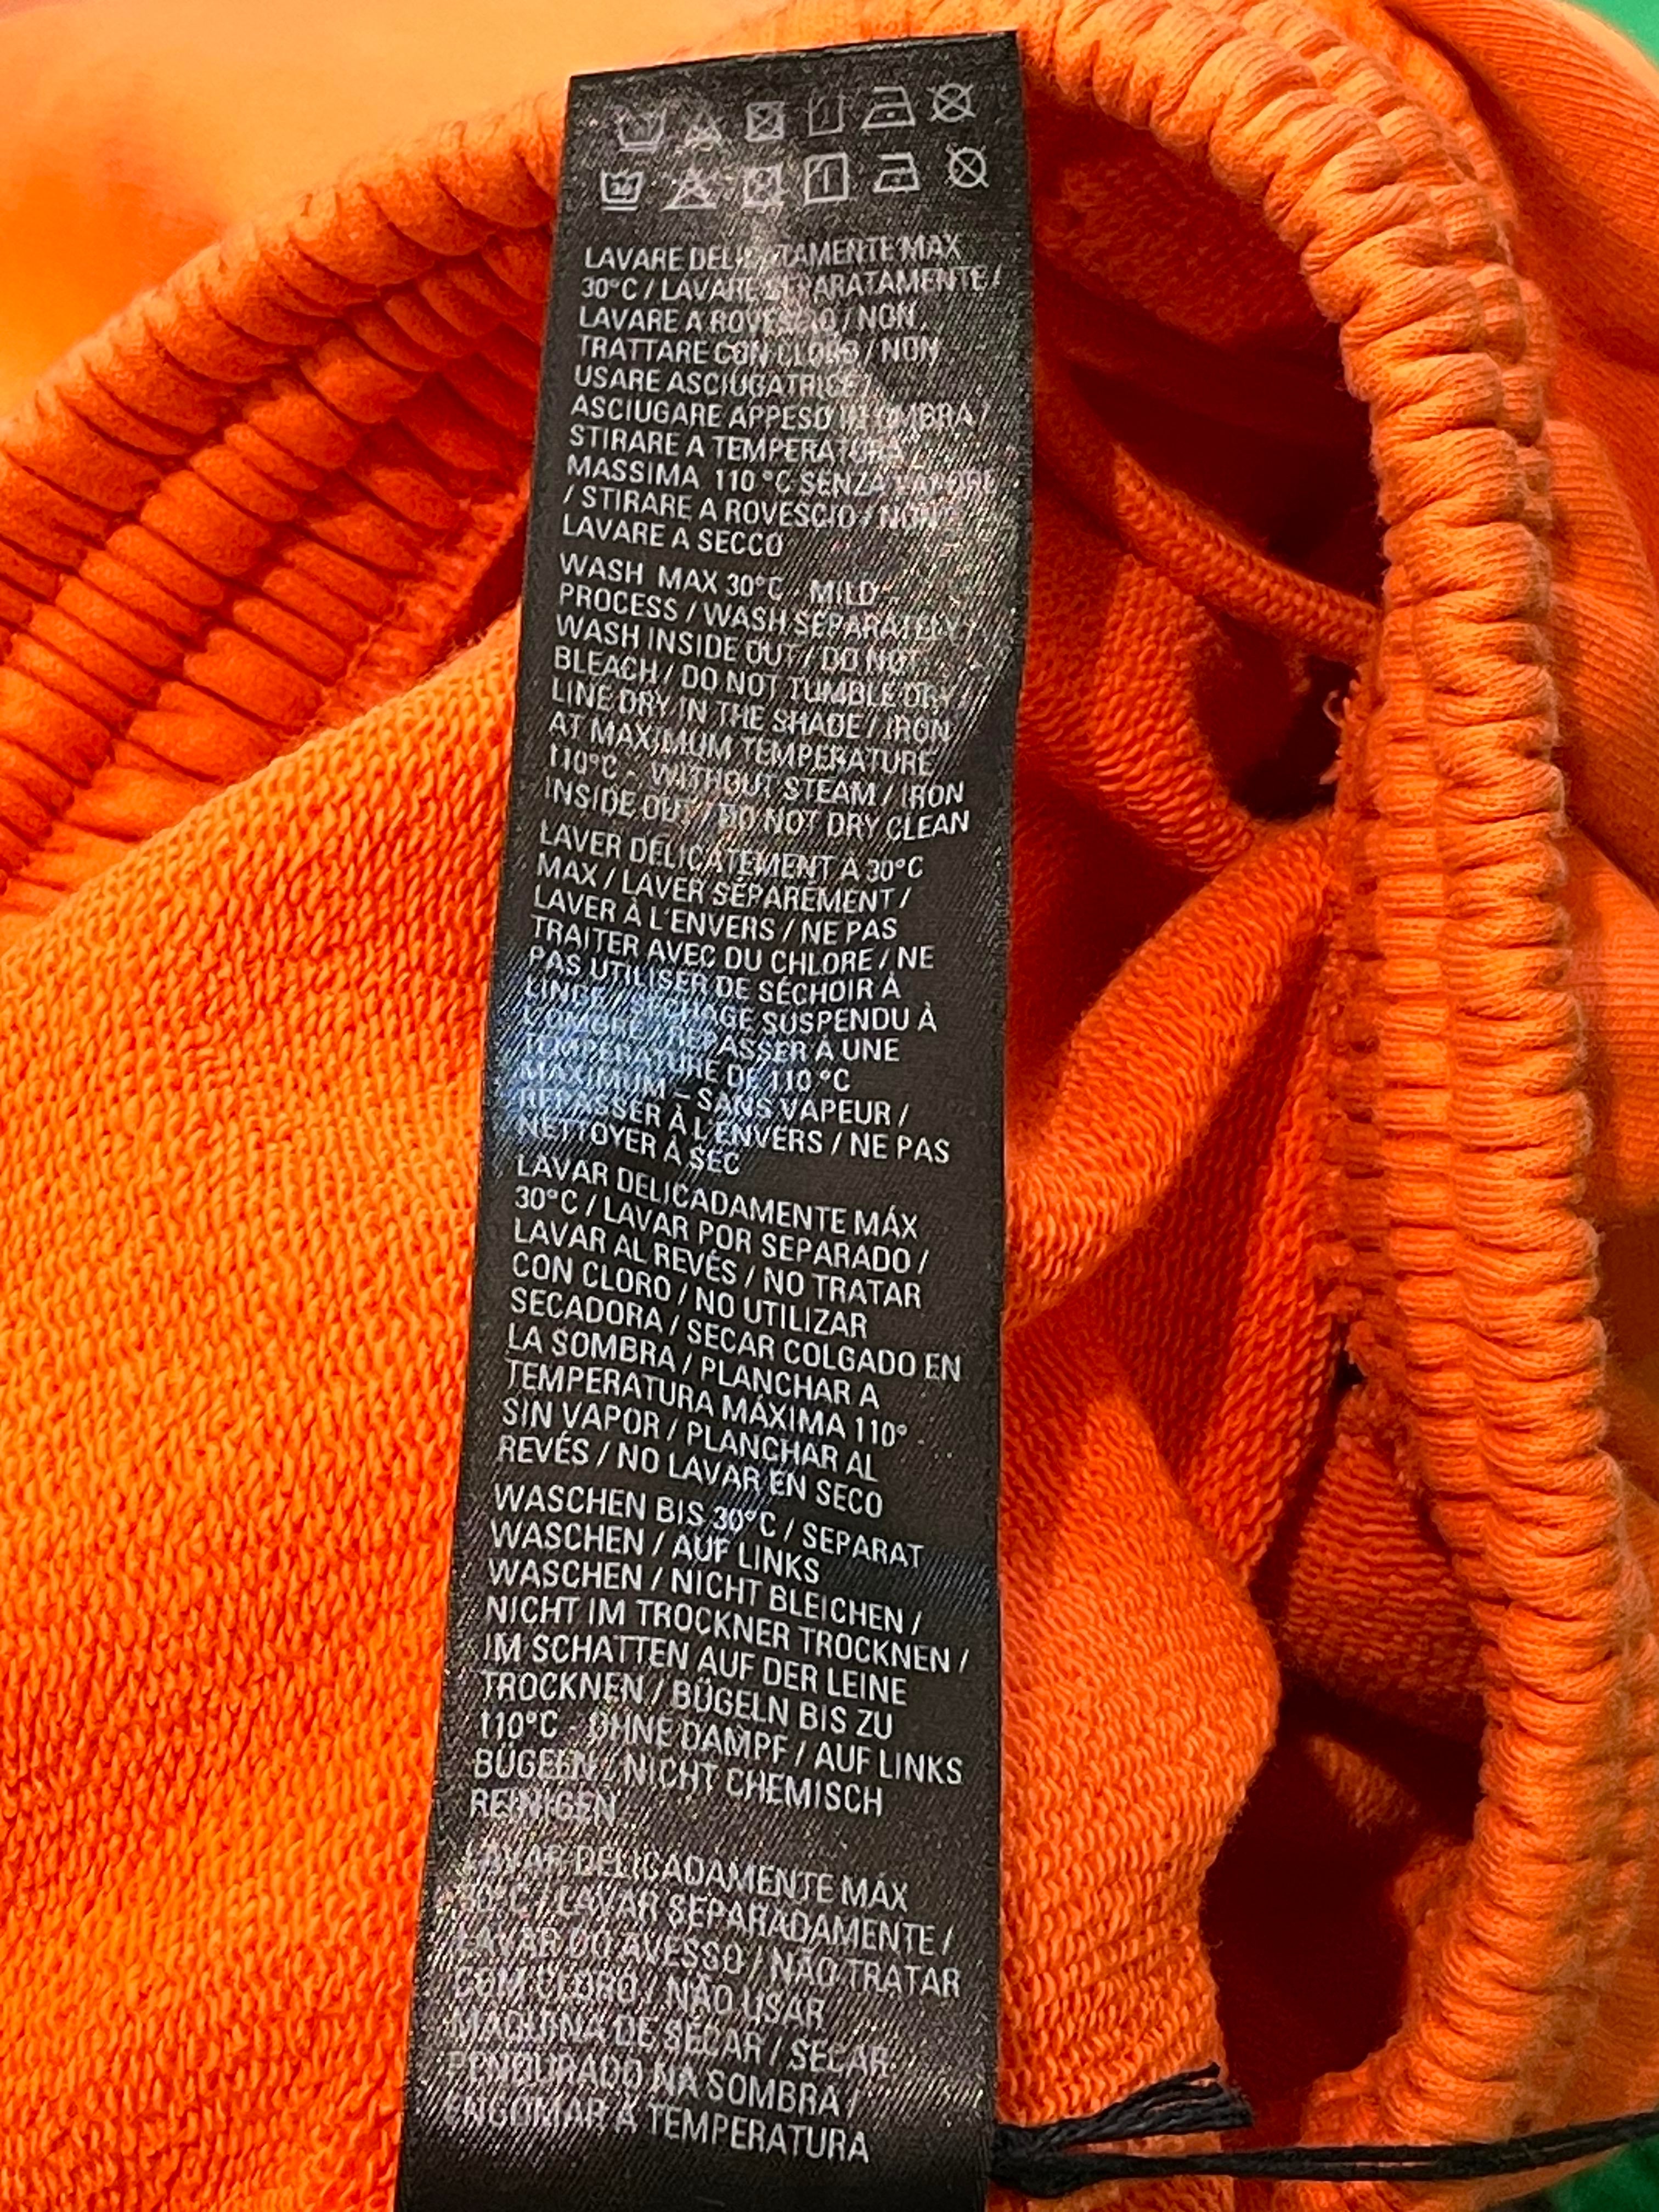 LAVARE DELICATAMENTE MAX
30°C / LAVARE SEPARATAMENTE /
LAVARE A ROVESCIO / NON
TRATTARE CON CLORO / NON
USARE ASCIUGATRICE /
ASCIUGARE APPESO ALL'OMBRA /
STIRARE A TEMPERATURA
MASSIMA 110 °C SENZA VAPORE
/ STIRARE A ROVESCIO / NON
LAVARE A SECCO
WASH MAX 30°C MILD
PROCESS / WASH SEPARATELY /
WASH INSIDE OUT / DO NOT
BLEACH / DO NOT TUMBLE DRY /
LINE DRY IN THE SHADE / IRON
AT MAXIMUM TEMPERATURE
110°C - WITHOUT STEAM / IRON
INSIDE OUT / DO NOT DRY CLEAN
LAVER DÉLICATEMENT À 30°C
MAX / LAVER SÉPARÉMENT /
LAVER À L'ENVERS / NE PAS
TRAITER AVEC DU CHLORE / NE
PAS UTILISER DE SÉCHOIR À
LINGE / SÉCHAGE SUSPENDU À
L'OMBRE / REPASSER À UNE
TEMPÉRATURE DE 110 °C
MAXIMUM – SANS VAPEUR /
REPASSER À L'ENVERS / NE PAS
NETTOYER À SEC
LAVAR DELICADAMENTE MÁX
30°C / LAVAR POR SEPARADO /
LAVAR AL REVÉS / NO TRATAR
CON CLORO / NO UTILIZAR
SECADORA / SECAR COLGADO EN
LA SOMBRA / PLANCHAR A
TEMPERATURA MÁXIMA 110°
SIN VAPOR / PLANCHAR AL
REVÉS / NO LAVAR EN SECO
WASCHEN BIS 30°C / SEPARAT
WASCHEN / AUF LINKS
WASCHEN / NICHT BLEICHEN /
NICHT IM TROCKNER TROCKNEN /
IM SCHATTEN AUF DER LEINE
TROCKNEN / BÜGELN BIS ZU
110°C - OHNE DAMPF / AUF LINKS
BÜGELN / NICHT CHEMISCH
REINIGEN
LAVAR DELICADAMENTE MÁX
30°C / LAVAR SEPARADAMENTE /
LAVAR DO AVESSO / NÃO TRATAR
COM CLORO / NÃO USAR
MÁQUINA DE SECAR / SECAR
PENDURADO NA SOMBRA /
ENGOMAR À TEMPERATURA